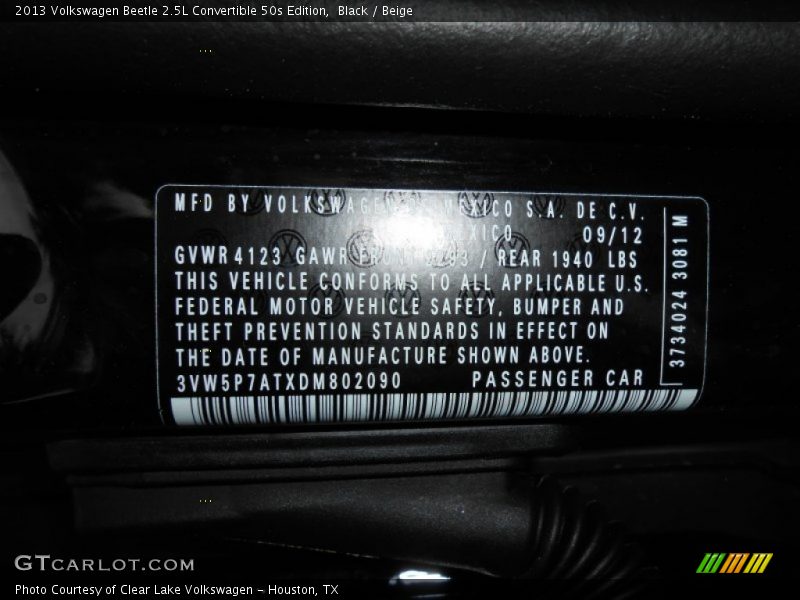 2013 Volkswagen Beetle 2.5L Convertible 50s Edition, Black / Beige
MFD BY VOLKSWAGEN MEXICO S.A. DE C.V.
09/12
GVWR 4123 GAWR / REAR 1940 LBS
THIS VEHICLE CONFORMS TO ALL APPLICABLE U.S.
FEDERAL MOTOR VEHICLE SAFETY, BUMPER AND
THEFT PREVENTION STANDARDS IN EFFECT ON
THE DATE OF MANUFACTURE SHOWN ABOVE.
3VW5P7ATXDM802090 PASSENGER CAR
3734024 3081 M
GTCARLOT.COM
Photo Courtesy of Clear Lake Volkswagen - Houston, TX